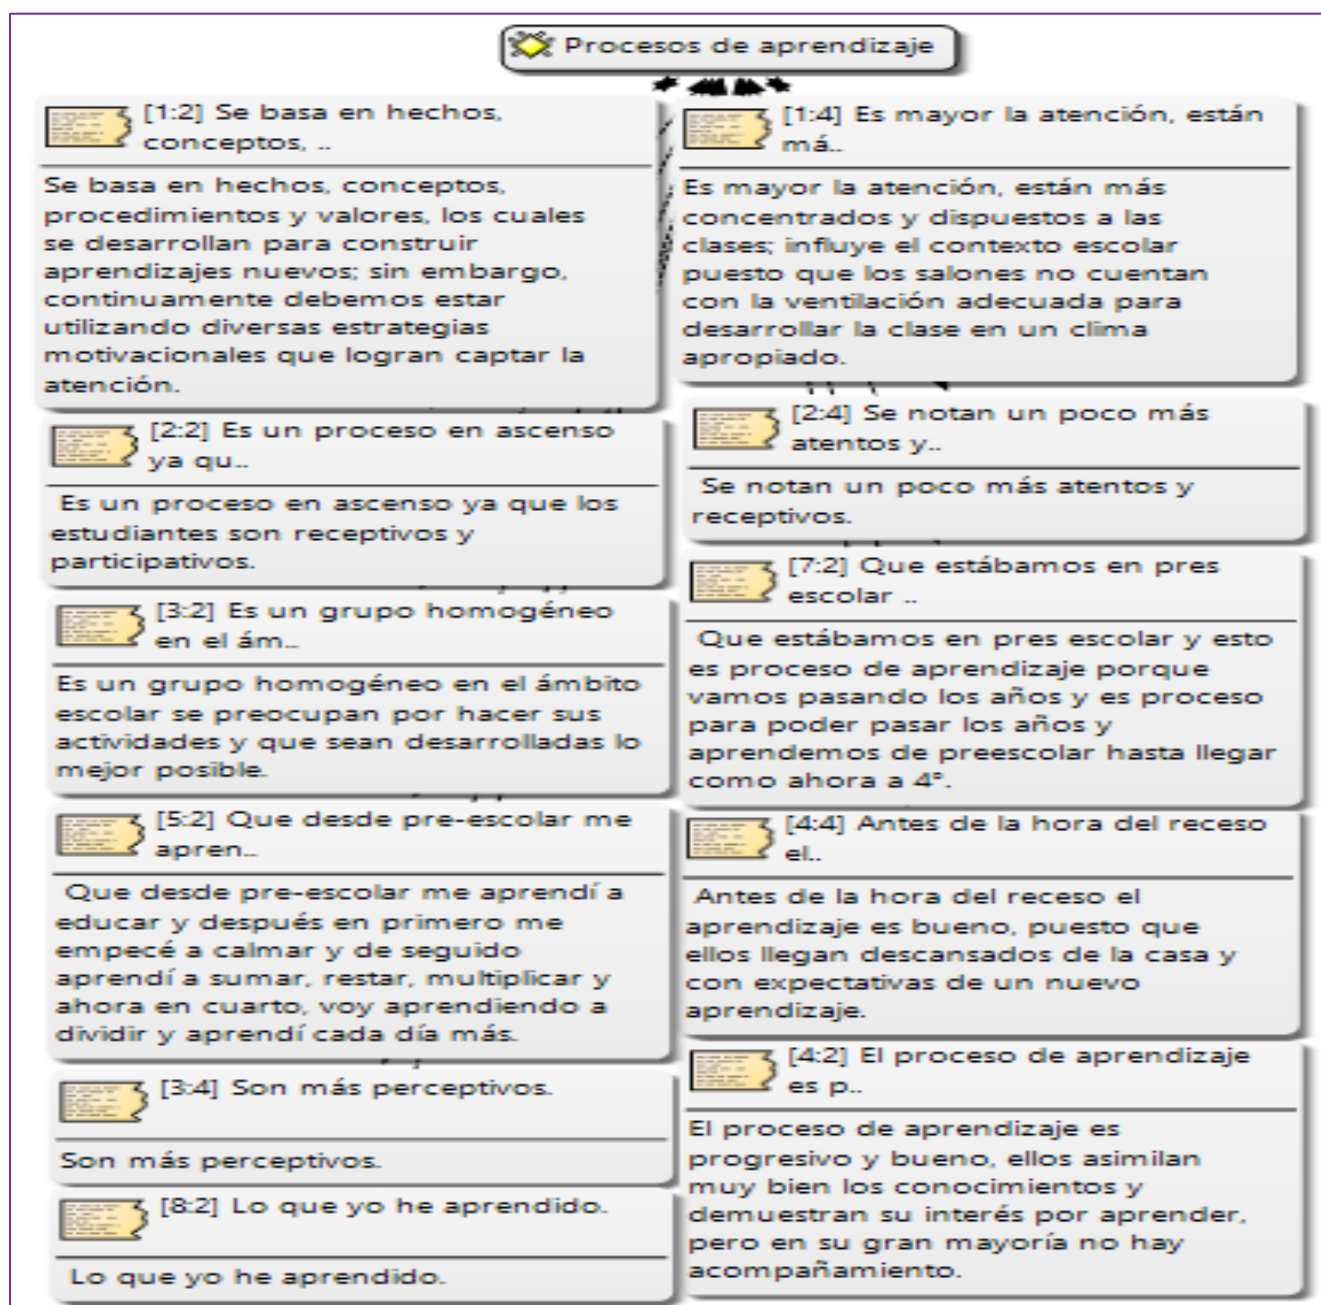 Procesos de aprendizaje
[1:2] Se basa en hechos,
conceptos, ..
Se basa en hechos, conceptos,
procedimientos y valores, los cuales
se desarrollan para construir
aprendizajes nuevos; sin embargo,
continuamente debemos estar
utilizando diversas estrategias
motivacionales que logran captar la
atención.
[2:2] Es un proceso en ascenso
ya qu..
Es un proceso en ascenso ya que los
estudiantes son receptivos y
participativos.
[3:2] Es un grupo homogéneo
en el ám..
Es un grupo homogéneo en el ámbito
escolar se preocupan por hacer sus
actividades y que sean desarrolladas lo
mejor posible.
[5:2] Que desde pre-escolar me
apren..
Que desde pre-escolar me aprendí a
educar y después en primero me
empecé a calmar y de seguido
aprendí a sumar, restar, multiplicar y
ahora en cuarto, voy aprendiendo a
dividir y aprendí cada día más.
[3:4] Son más perceptivos.
Son más perceptivos.
[8:2] Lo que yo he aprendido.
Lo que yo he aprendido.
[1:4] Es mayor la atención, están
má..
Es mayor la atención, están más
concentrados y dispuestos a las
clases; influye el contexto escolar
puesto que los salones no cuentan
con la ventilación adecuada para
desarrollar la clase en un clima
apropiado.
[2:4] Se notan un poco más
atentos y..
Se notan un poco más atentos y
receptivos.
[7:2] Que estábamos en pres
escolar ..
Que estábamos en pres escolar y esto
es proceso de aprendizaje porque
vamos pasando los años y es proceso
para poder pasar los años y
aprendemos de preescolar hasta llegar
como ahora a 4°.
[4:4] Antes de la hora del receso
el..
Antes de la hora del receso el
aprendizaje es bueno, puesto que
ellos llegan descansados de la casa y
con expectativas de un nuevo
aprendizaje.
[4:2] El proceso de aprendizaje
es p..
El proceso de aprendizaje es
progresivo y bueno, ellos asimilan
muy bien los conocimientos y
demuestran su interés por aprender,
pero en su gran mayoría no hay
acompañamiento.